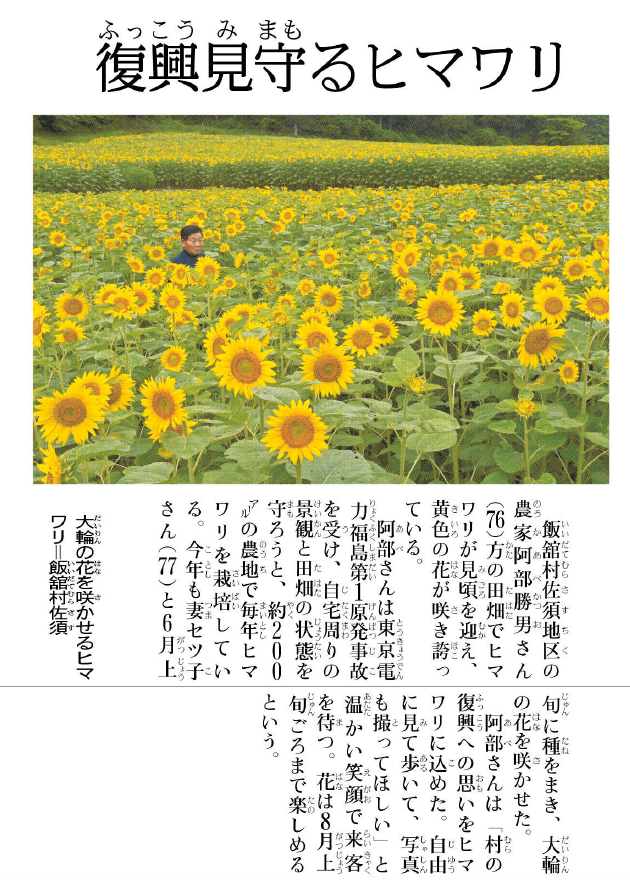 復興見守るヒマワリ
飯舘村佐須地区の
農家阿部勝男さん
(76)方の田畑でヒマ
ワリが見頃を迎え、
黄色の花が咲き誇っ
ている。
阿部さんは東京電
力福島第1原発事故
を受け、自宅周りの
景観と田畑の状態を
守ろうと、約200
㌃の農地で毎年ヒマ
ワリを栽培してい
る。今年も妻セツ子
さん(77)と6月上
旬に種をまき、大輪
の花を咲かせた。
阿部さんは「村の
復興への思いをヒマ
ワリに込めた。自由
に見て歩いて、写真
も撮ってほしい」と
温かい笑顔で来客
を待つ。花は8月上
旬ごろまで楽しめる
という。
大輪の花を咲かせるヒマ
ワリ=飯舘村佐須